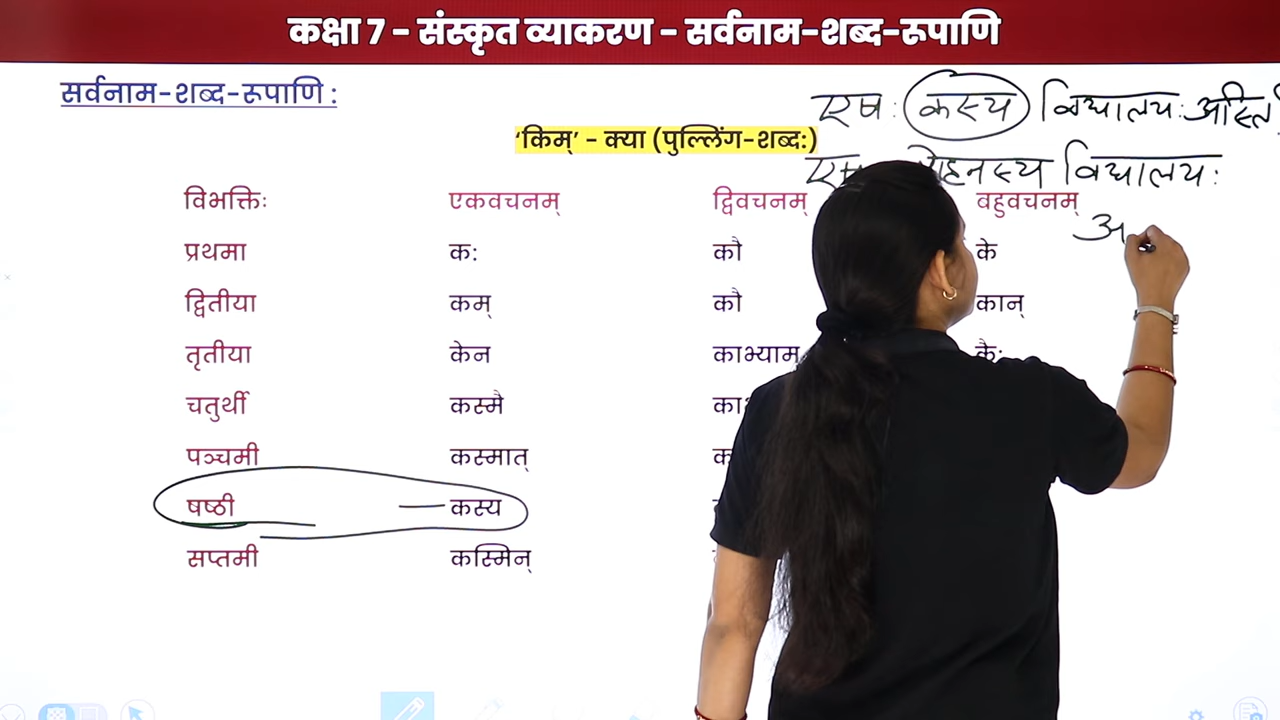 कक्षा 7 - संस्कृत व्याकरण - सर्वनाम-शब्द-रूपाणि
सर्वनाम-शब्द-रूपाणि :
एष: कस्य विद्यालय: अस्ति
'किम्' - क्या (पुल्लिंग-शब्द:)
विद्यालय:
विभक्तिः एकवचनम् द्विवचनम् बहुवचनम्
अ
प्रथमा क: कौ के
द्वितीया कम् कौ कान्
तृतीया केन काभ्याम् कै:
चतुर्थी कस्मै
पञ्चमी कस्मात्
षष्ठी कस्य
सप्तमी कस्मिन्